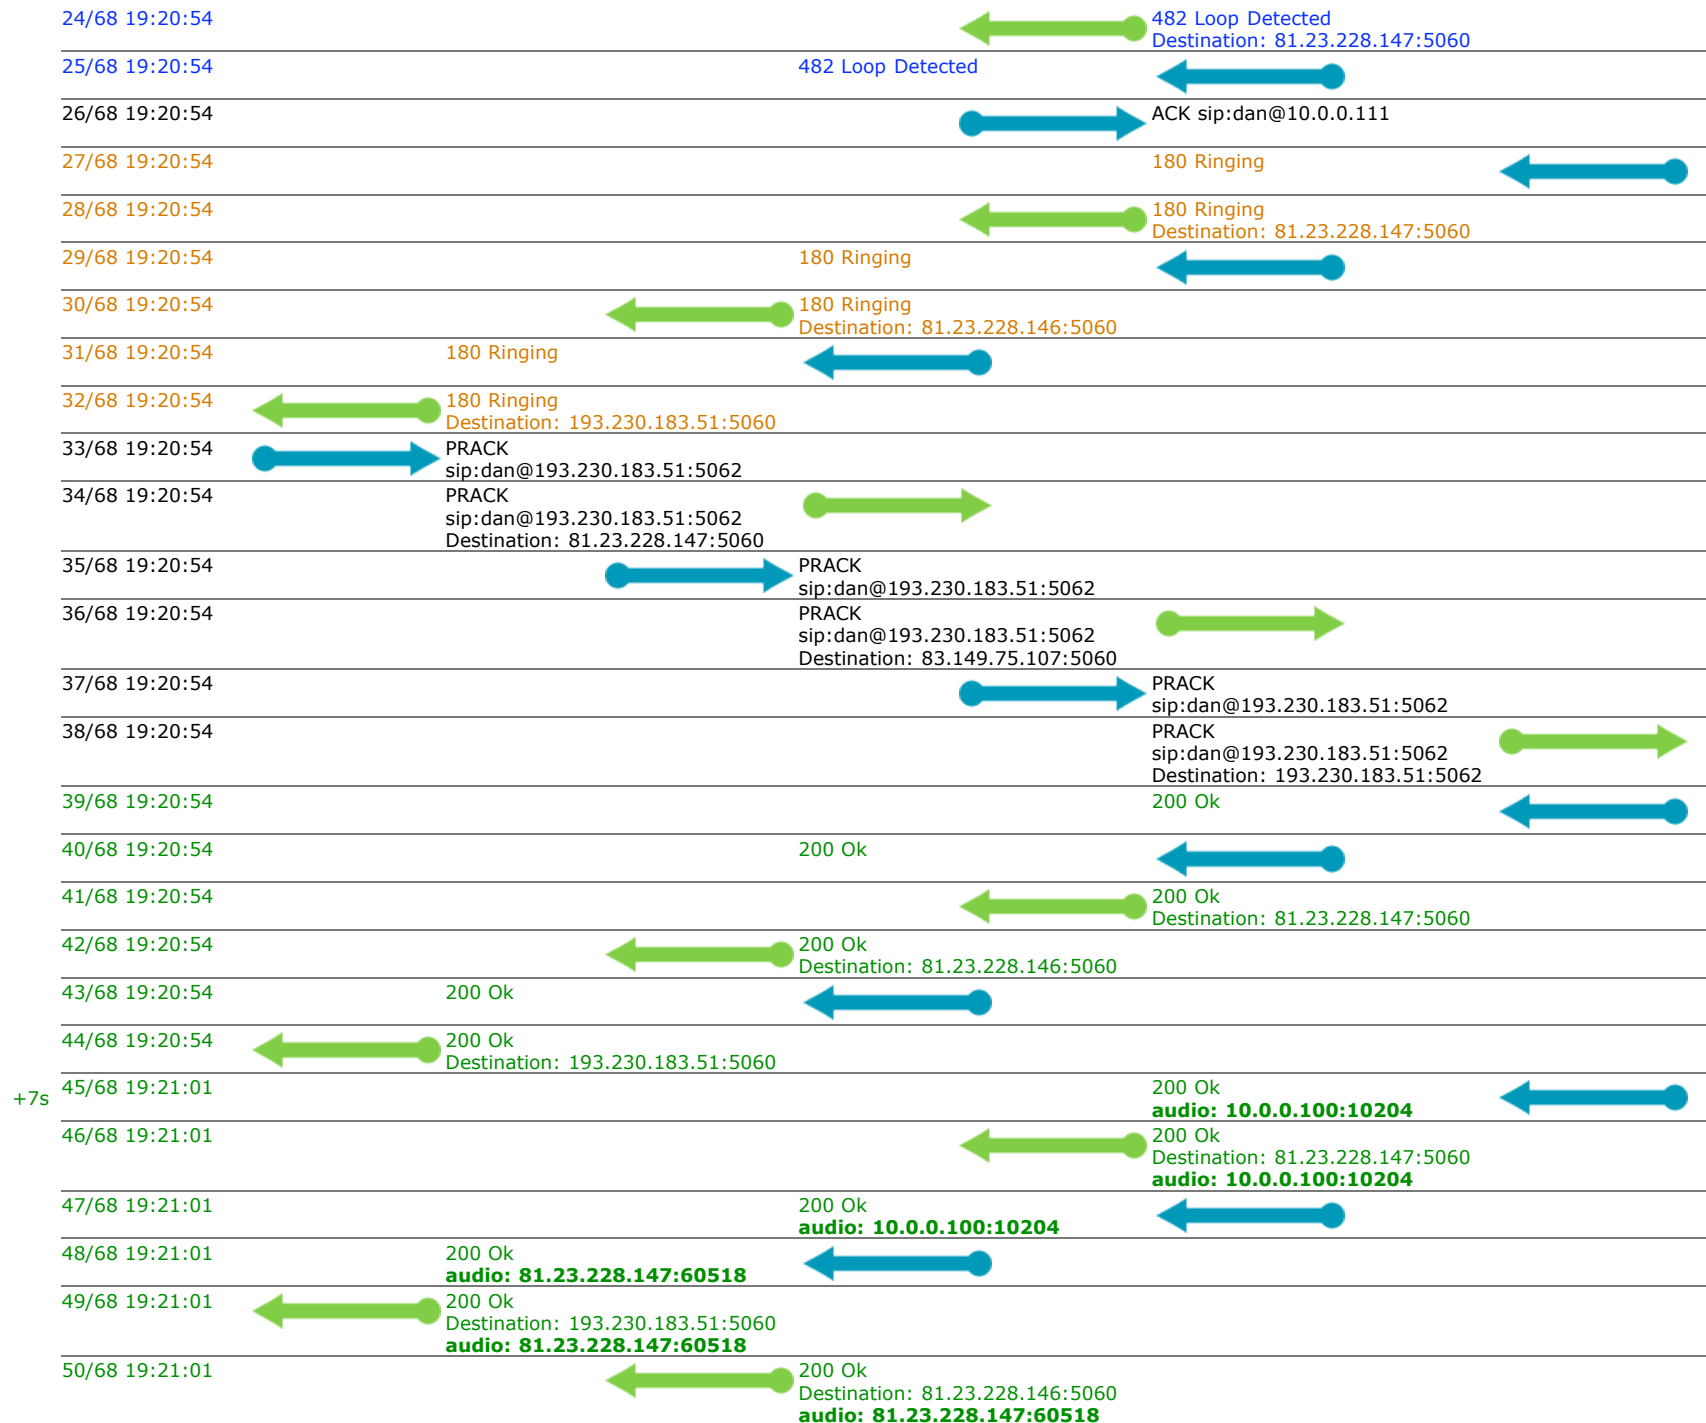 24/68 19:20:54
482 Loop Detected
Destination: 81.23.228.147:5060
25/68 19:20:54
482 Loop Detected
26/68 19:20:54
ACK sip:dan@10.0.0.111
27/68 19:20:54
180 Ringing
28/68 19:20:54
180 Ringing
Destination: 81.23.228.147:5060
29/68 19:20:54
180 Ringing
30/68 19:20:54
180 Ringing
Destination: 81.23.228.146:5060
31/68 19:20:54
180 Ringing
32/68 19:20:54
180 Ringing
Destination: 193.230.183.51:5060
33/68 19:20:54
PRACK
sip:dan@193.230.183.51:5062
34/68 19:20:54
PRACK
sip:dan@193.230.183.51:5062
Destination: 81.23.228.147:5060
35/68 19:20:54
PRACK
sip:dan@193.230.183.51:5062
36/68 19:20:54
PRACK
sip:dan@193.230.183.51:5062
Destination: 83.149.75.107:5060
37/68 19:20:54
PRACK
sip:dan@193.230.183.51:5062
38/68 19:20:54
PRACK
sip:dan@193.230.183.51:5062
Destination: 193.230.183.51:5062
39/68 19:20:54
200 Ok
40/68 19:20:54
200 Ok
41/68 19:20:54
200 Ok
Destination: 81.23.228.147:5060
42/68 19:20:54
200 Ok
Destination: 81.23.228.146:5060
43/68 19:20:54
200 Ok
44/68 19:20:54
200 Ok
Destination: 193.230.183.51:5060
+7s
45/68 19:21:01
200 Ok
audio: 10.0.0.100:10204
46/68 19:21:01
200 Ok
Destination: 81.23.228.147:5060
audio: 10.0.0.100:10204
47/68 19:21:01
200 Ok
audio: 10.0.0.100:10204
48/68 19:21:01
200 Ok
audio: 81.23.228.147:60518
49/68 19:21:01
200 Ok
Destination: 193.230.183.51:5060
audio: 81.23.228.147:60518
50/68 19:21:01
200 Ok
Destination: 81.23.228.146:5060
audio: 81.23.228.147:60518